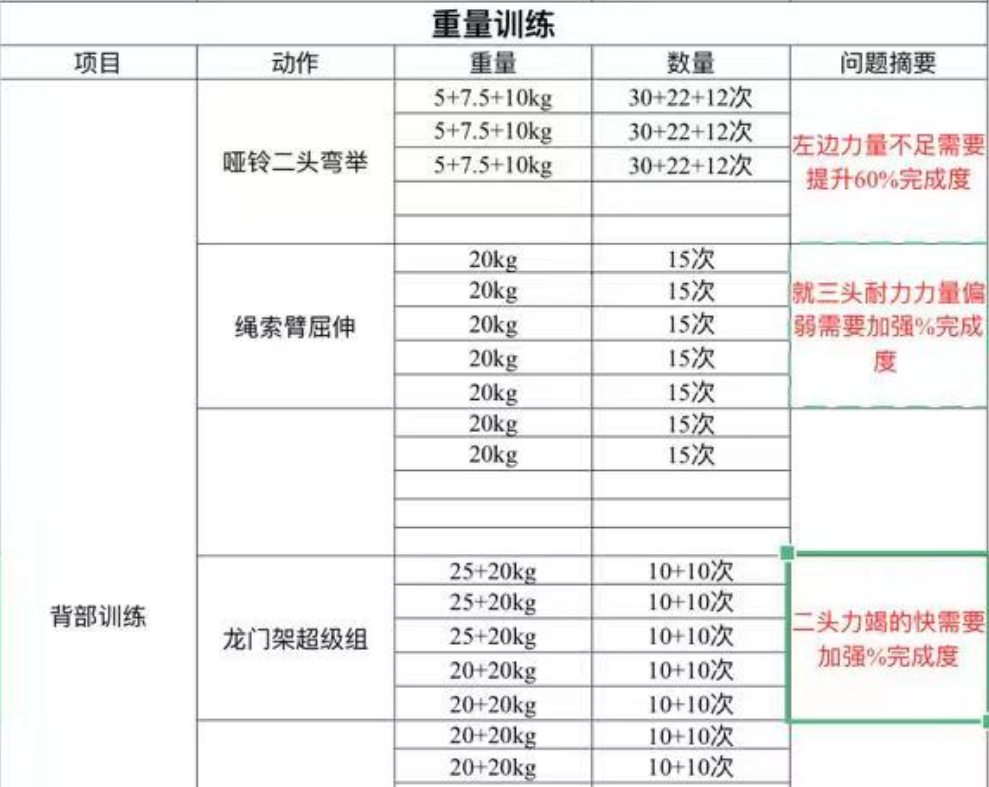 重量训练
项目 动作 重量 数量 问题摘要
5+7.5+10kg 30+22+12次
5+7.5+10kg 30+22+12次
哑铃二头弯举 5+7.5+10kg 30+22+12次
左边力量不足需要
提升60%完成度
20kg 15次
20kg 15次
绳索臂屈伸 20kg 15次
20kg 15次
20kg 15次
就三头耐力力量偏
弱需要加强%完成
度
20kg 15次
20kg 15次
背部训练
25+20kg 10+10次
25+20kg 10+10次
龙门架超级组 25+20kg 10+10次
20+20kg 10+10次
20+20kg 10+10次
二头力竭的快需要
加强%完成度
20+20kg 10+10次
20+20kg 10+10次